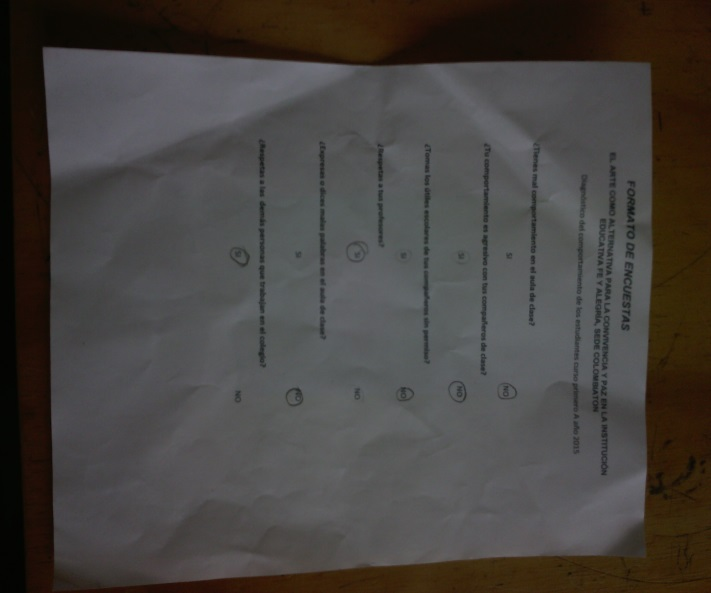 FORMATO DE ENCUESTAS
EL ARTE COMO ALTERNATIVA PARA LA CONVIVENCIA Y PAZ EN LA INSTITUCIÓN
EDUCATIVA FE Y ALEGRÍA, SEDE COLOMBIATÓN
Diagnóstico del comportamiento de los estudiantes curso primero A año 2015
¿Tienes mal comportamiento en el aula de clase?
SI NO
¿Tu comportamiento es agresivo con tus compañeros de clase?
SI NO
¿Tomas los útiles escolares de tus compañeros sin permiso?
SI NO
¿Respetas a tus profesores?
SI NO
¿Expresas o dices malas palabras en el aula de clase?
SI NO
¿Respetas a las demás personas que trabajan en el colegio?
SI NO